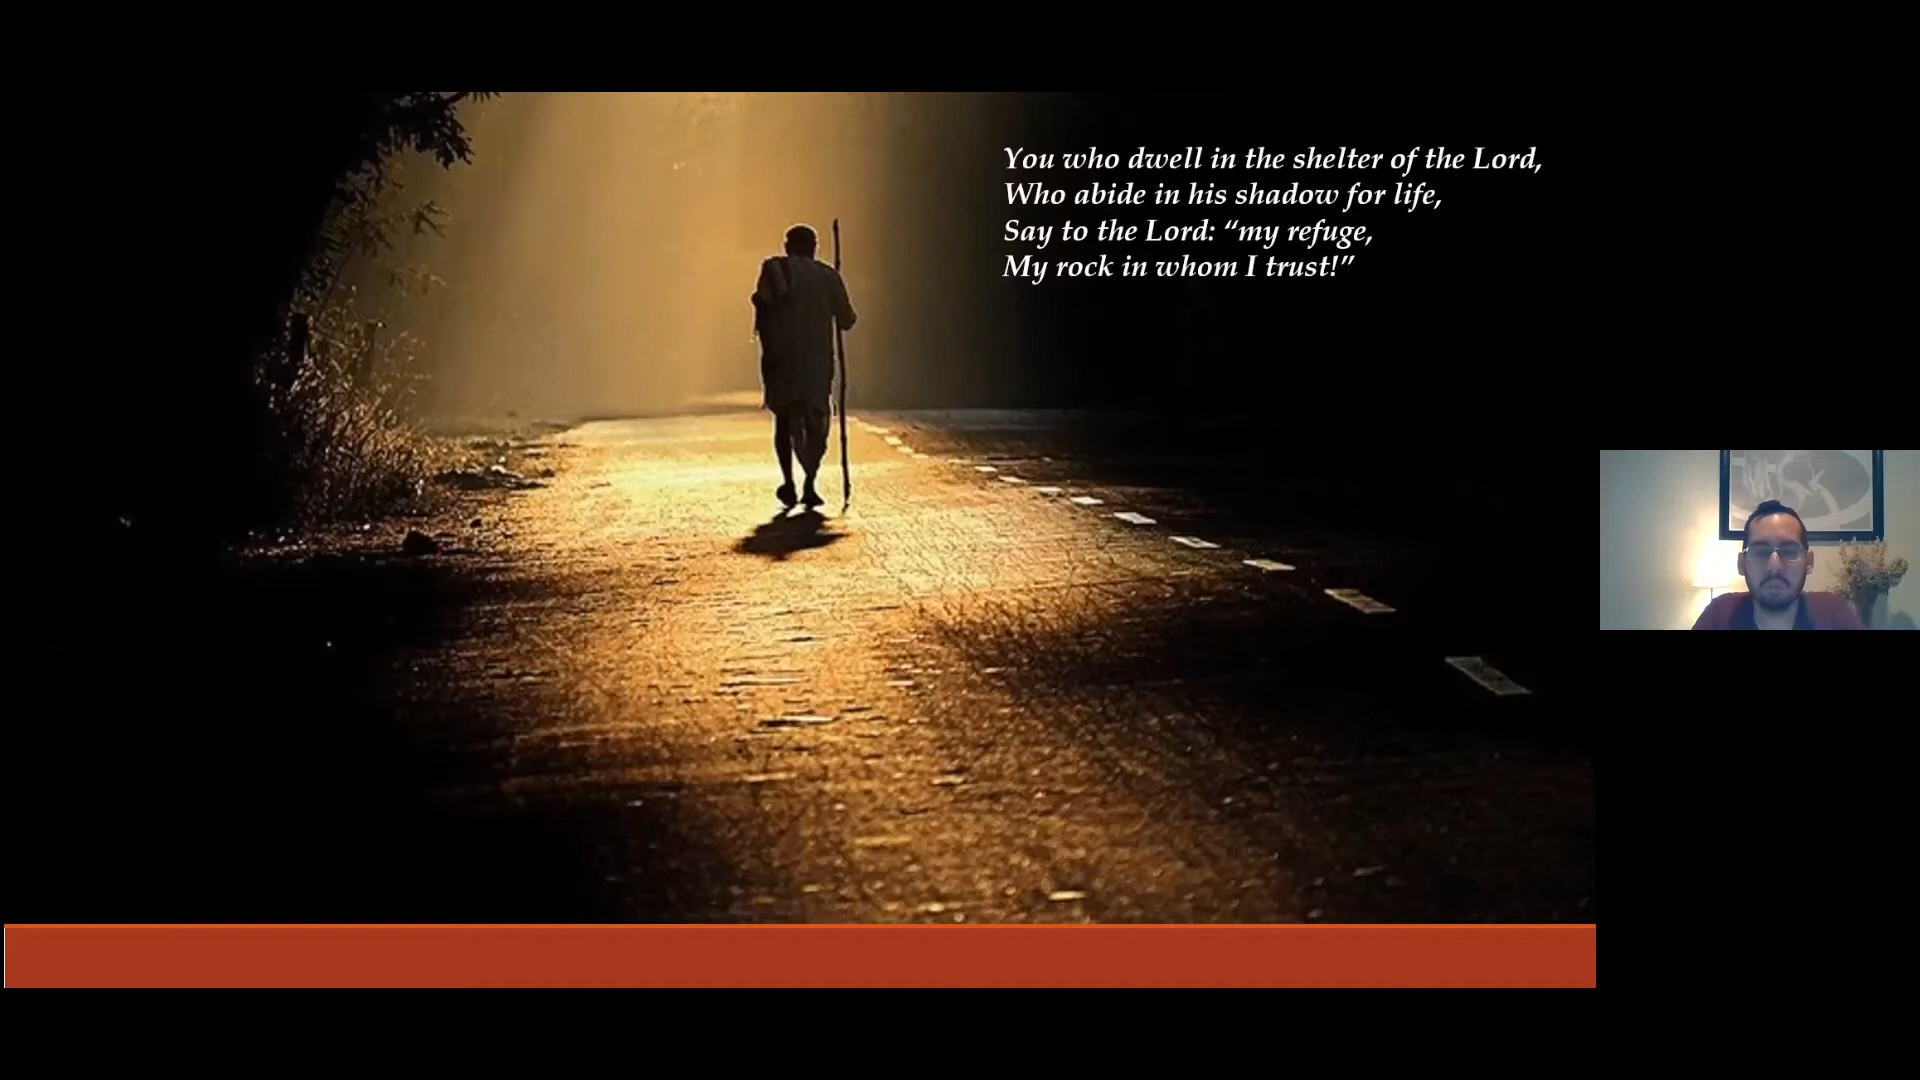 You who dwell in the shelter of the Lord,
Who abide in his shadow for life,
Say to the Lord: “my refuge,
My rock in whom I trust!”